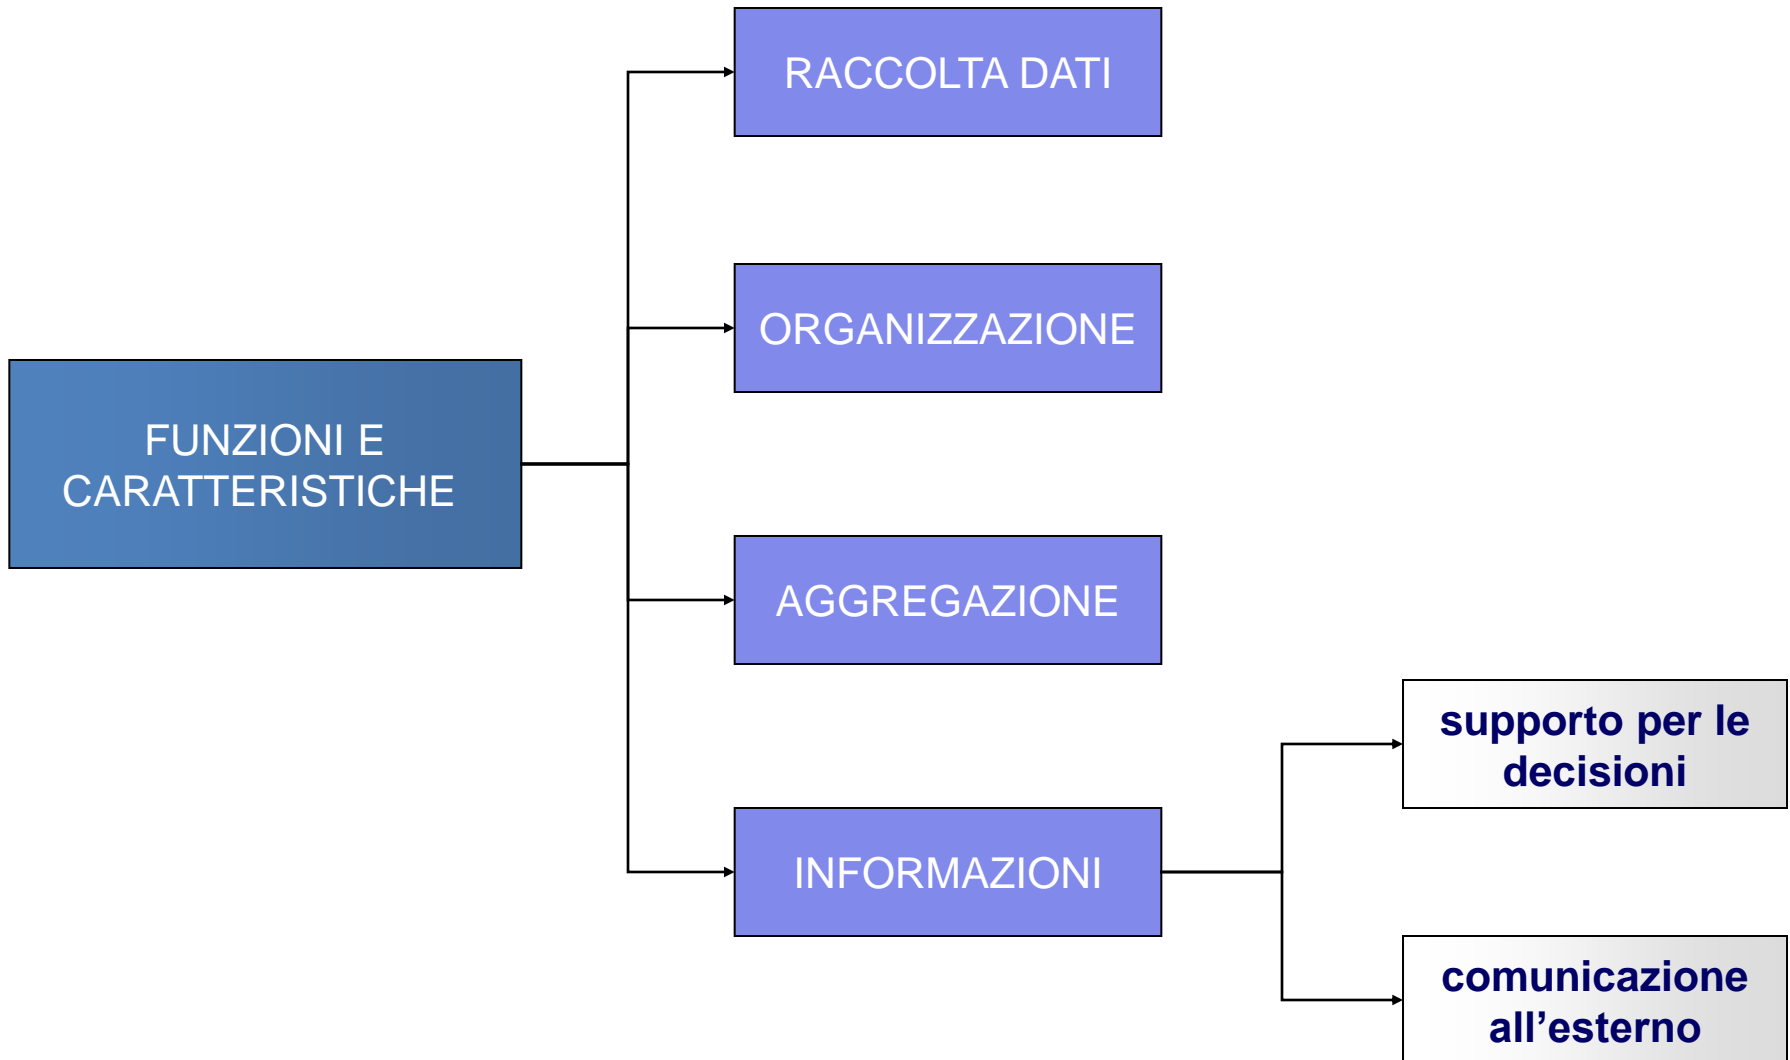 RACCOLTA DATI
ORGANIZZAZIONE
FUNZIONI E
CARATTERISTICHE
AGGREGAZIONE
supporto per le
decisioni
INFORMAZIONI
comunicazione
all’esterno